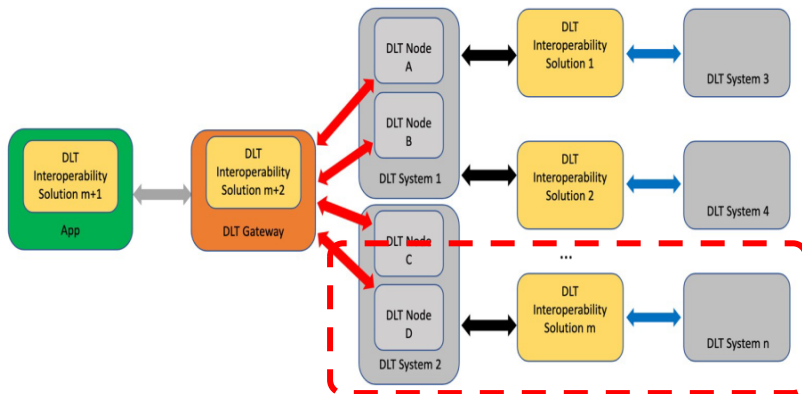 DLT
Interoperability
Solution m+1
App
DLT
Interoperability
Solution m+2
DLT Gateway
DLT Node
A
DLT Node
B
DLT System 1
DLT Node
C
DLT Node
D
DLT System 2
DLT
Interoperability
Solution 1
DLT System 3
DLT
Interoperability
Solution 2
DLT System 4
...
DLT
Interoperability
Solution m
DLT System n